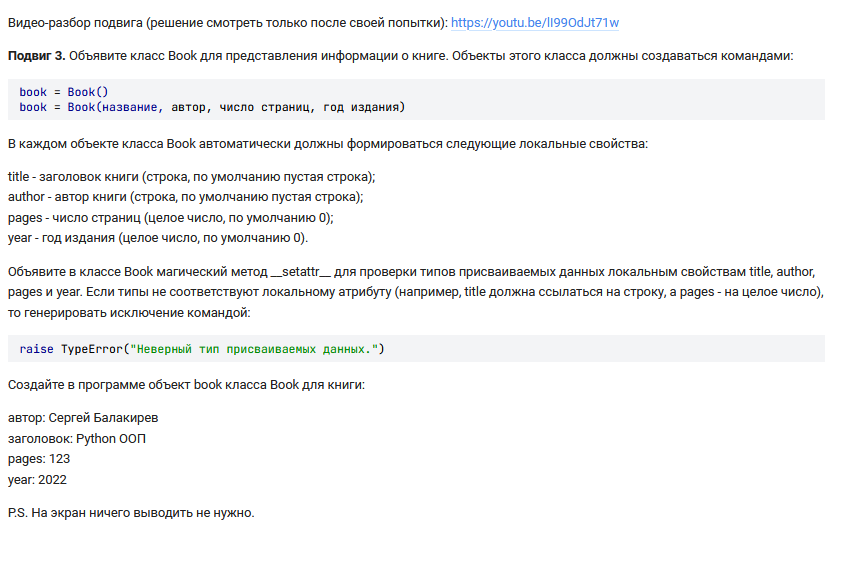 Видео-разбор подвига (решение смотреть только после своей попытки): https://youtu.be/lI99OdJt71w
Подвиг 3. Объявите класс Book для представления информации о книге. Объекты этого класса должны создаваться командами:
book = Book()
book = Book(название, автор, число страниц, год издания)
В каждом объекте класса Book автоматически должны формироваться следующие локальные свойства:
title - заголовок книги (строка, по умолчанию пустая строка);
author - автор книги (строка, по умолчанию пустая строка);
pages - число страниц (целое число, по умолчанию 0);
year - год издания (целое число, по умолчанию 0).
Объявите в классе Book магический метод __setattr__ для проверки типов присваиваемых данных локальным свойствам title, author,
pages и year. Если типы не соответствуют локальному атрибуту (например, title должна ссылаться на строку, а pages - на целое число),
то генерировать исключение командой:
raise TypeError("Неверный тип присваиваемых данных.")
Создайте в программе объект book класса Book для книги:
автор: Сергей Балакирев
заголовок: Python ООП
pages: 123
year: 2022
P.S. На экран ничего выводить не нужно.